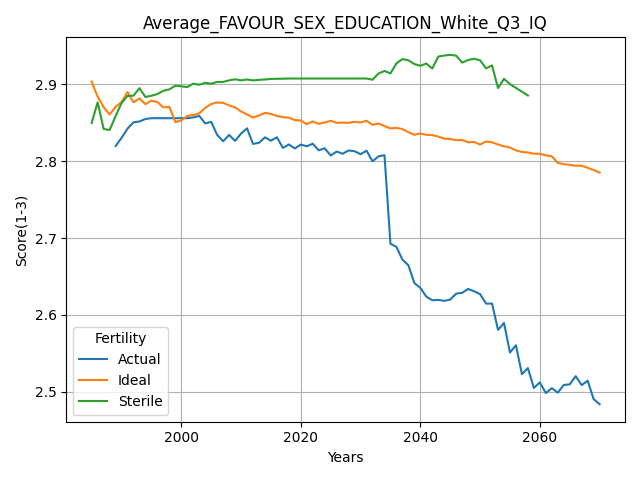 Average_FAVOUR_SEX_EDUCATION_White_Q3_IQ
Score(1-3)
2.9
2.8
2.7
2.6
2.5
Fertility
Actual
Ideal
Sterile
2000
2020
2040
2060
Years